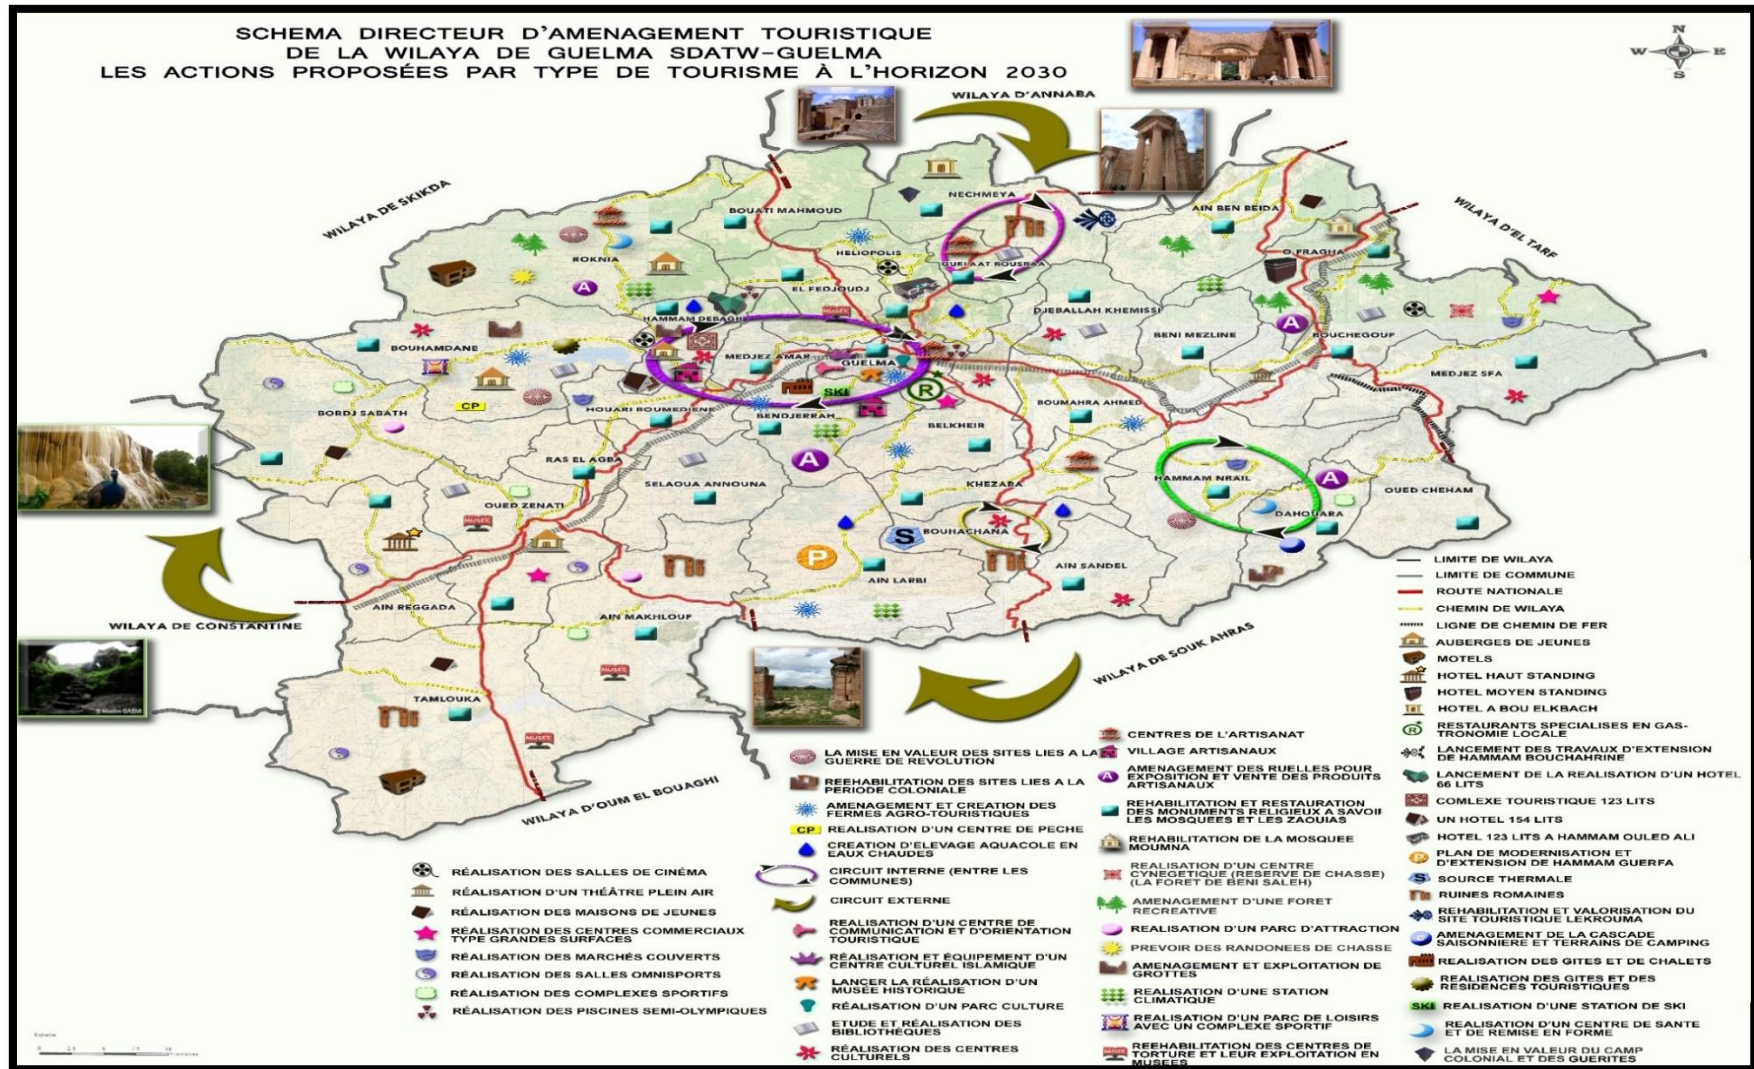 SCHEMA DIRECTEUR D'AMENAGEMENT TOURISTIQUE
DE LA WILAYA DE GUELMA SDATW-GUELMA
LES ACTIONS PROPOSÉES PAR TYPE DE TOURISME À L'HORIZON 2030
N
W
E
S
WILAYA D'ANNABA
WILAYA DE SKIKDA
WILAYA D'EL TARF
NECHMEYA
BOUATI MAHMOUD
AIN BEN BEIDA
ROKNIA
HELIOPOLIS
GUELAAT BOUSBAA
O.FRAGHA
EL FEDJOUDJ
A
HAMMAM DEBAGH
MUSÉE
DJEBALLAH KHEMISSI
A
BENI MEZLINE
BOUCHEGOUF
BOUHAMDANE
MEDJEZ AMAR
GUELMA
MEDJEZ SFA
SKI
R
CP
BORDJ SABATH
HOUARI BOUMEDIENE
BENDJERRAH
BOUMAHRA AHMED
BELKHEIR
A
RAS EL AGBA
SELAOUA ANNOUNA
KHEZARA
HAMMAM NBAIL
A
OUED CHEHAM
OUED ZENATI
MUSÉE
DAHOUARA
S
BOUHACHANA
P
AIN LARBI
AIN SANDEL
AIN REGGADA
WILAYA DE CONSTANTINE
AIN MAKHLOUF
MUSÉE
WILAYA DE SOUK AHRAS
TAMLOUKA
MUSÉE
WILAYA D'OUM EL BOUAGHI
RÉALISATION DES SALLES DE CINÉMA
RÉALISATION D'UN THÉÂTRE PLEIN AIR
RÉALISATION DES MAISONS DE JEUNES
RÉALISATION DES CENTRES COMMERCIAUX
TYPE GRANDES SURFACES
RÉALISATION DES MARCHÉS COUVERTS
RÉALISATION DES SALLES OMNISPORTS
RÉALISATION DES COMPLEXES SPORTIFS
RÉALISATION DES PISCINES SEMI-OLYMPIQUES
LA MISE EN VALEUR DES SITES LIES A LA
GUERRE DE REVOLUTION
REEHABILITATION DES SITES LIES A LA
PERIODE COLONIALE
AMENAGEMENT ET CREATION DES
FERMES AGRO-TOURISTIQUES
CP REALISATION D'UN CENTRE DE PECHE
CREATION D'ELEVAGE AQUACOLE EN
EAUX CHAUDES
CIRCUIT INTERNE (ENTRE LES
COMMUNES)
CIRCUIT EXTERNE
REALISATION D'UN CENTRE DE
COMMUNICATION ET D'ORIENTATION
TOURISTIQUE
RÉALISATION ET ÉQUIPEMENT D'UN
CENTRE CULTUREL ISLAMIQUE
LANCER LA RÉALISATION D'UN
MUSÉE HISTORIQUE
RÉALISATION D'UN PARC CULTURE
ETUDE ET RÉALISATION DES
BIBLIOTHÈQUES
RÉALISATION DES CENTRES
CULTURELS
CENTRES DE L'ARTISANAT
VILLAGE ARTISANAUX
A AMENAGEMENT DES RUELLES POUR
EXPOSITION ET VENTE DES PRODUITS
ARTISANAUX
REHABILITATION ET RESTAURATION
DES MONUMENTS RELIGIEUX A SAVOIR
LES MOSQUEES ET LES ZAOUIAS
REHABILITATION DE LA MOSQUEE
MOUMNA
REALISATION D'UN CENTRE
CYNEGETIQUE (RESERVE DE CHASSE)
(LA FORET DE BENI SALEH)
AMENAGEMENT D'UNE FORET
RECREATIVE
REALISATION D'UN PARC D'ATTRACTION
PREVOIR DES RANDONEES DE CHASSE
AMENAGEMENT ET EXPLOITATION DE
GROTTES
REALISATION D'UNE STATION
CLIMATIQUE
REALISATION D'UN PARC DE LOISIRS
AVEC UN COMPLEXE SPORTIF
MUSÉE REEHABILITATION DES CENTRES DE
TORTURE ET LEUR EXPLOITATION EN
MUSEES
LIMITE DE WILAYA
LIMITE DE COMMUNE
ROUTE NATIONALE
CHEMIN DE WILAYA
LIGNE DE CHEMIN DE FER
AUBERGES DE JEUNES
MOTELS
HOTEL HAUT STANDING
HOTEL MOYEN STANDING
HOTEL A BOU ELKBACH
R RESTAURANTS SPECIALISES EN GAS-
TRONOMIE LOCALE
LANCEMENT DES TRAVAUX D'EXTENSION
DE HAMMAM BOUCHAHRINE
LANCEMENT DE LA REALISATION D'UN HOTEL
66 LITS
COMLEXE TOURISTIQUE 123 LITS
UN HOTEL 154 LITS
HOTEL 123 LITS A HAMMAM OULED ALI
P PLAN DE MODERNISATION ET
D'EXTENSION DE HAMMAM GUERFA
S SOURCE THERMALE
RUINES ROMAINES
REHABILITATION ET VALORISATION DU
SITE TOURISTIQUE LEKROUMA
AMENAGEMENT DE LA CASCADE
SAISONNIERE ET TERRAINS DE CAMPING
REALISATION DES GITES ET DE CHALETS
REALISATION DES GITES ET DES
RESIDENCES TOURISTIQUES
SKI REALISATION D'UNE STATION DE SKI
REALISATION D'UN CENTRE DE SANTE
ET DE REMISE EN FORME
LA MISE EN VALEUR DU CAMP
COLONIAL ET DES GUERITES